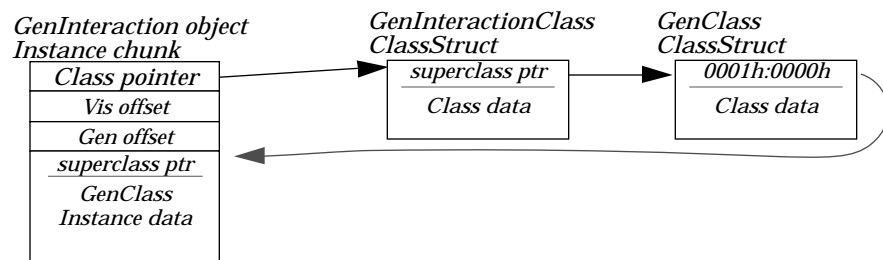 GenInteraction object
Instance chunk
Class pointer
Vis offset
Gen offset
superclass ptr
GenClass
Instance data
GenInteractionClass
ClassStruct
superclass ptr
Class data
GenClass
ClassStruct
0001h:0000h
Class data